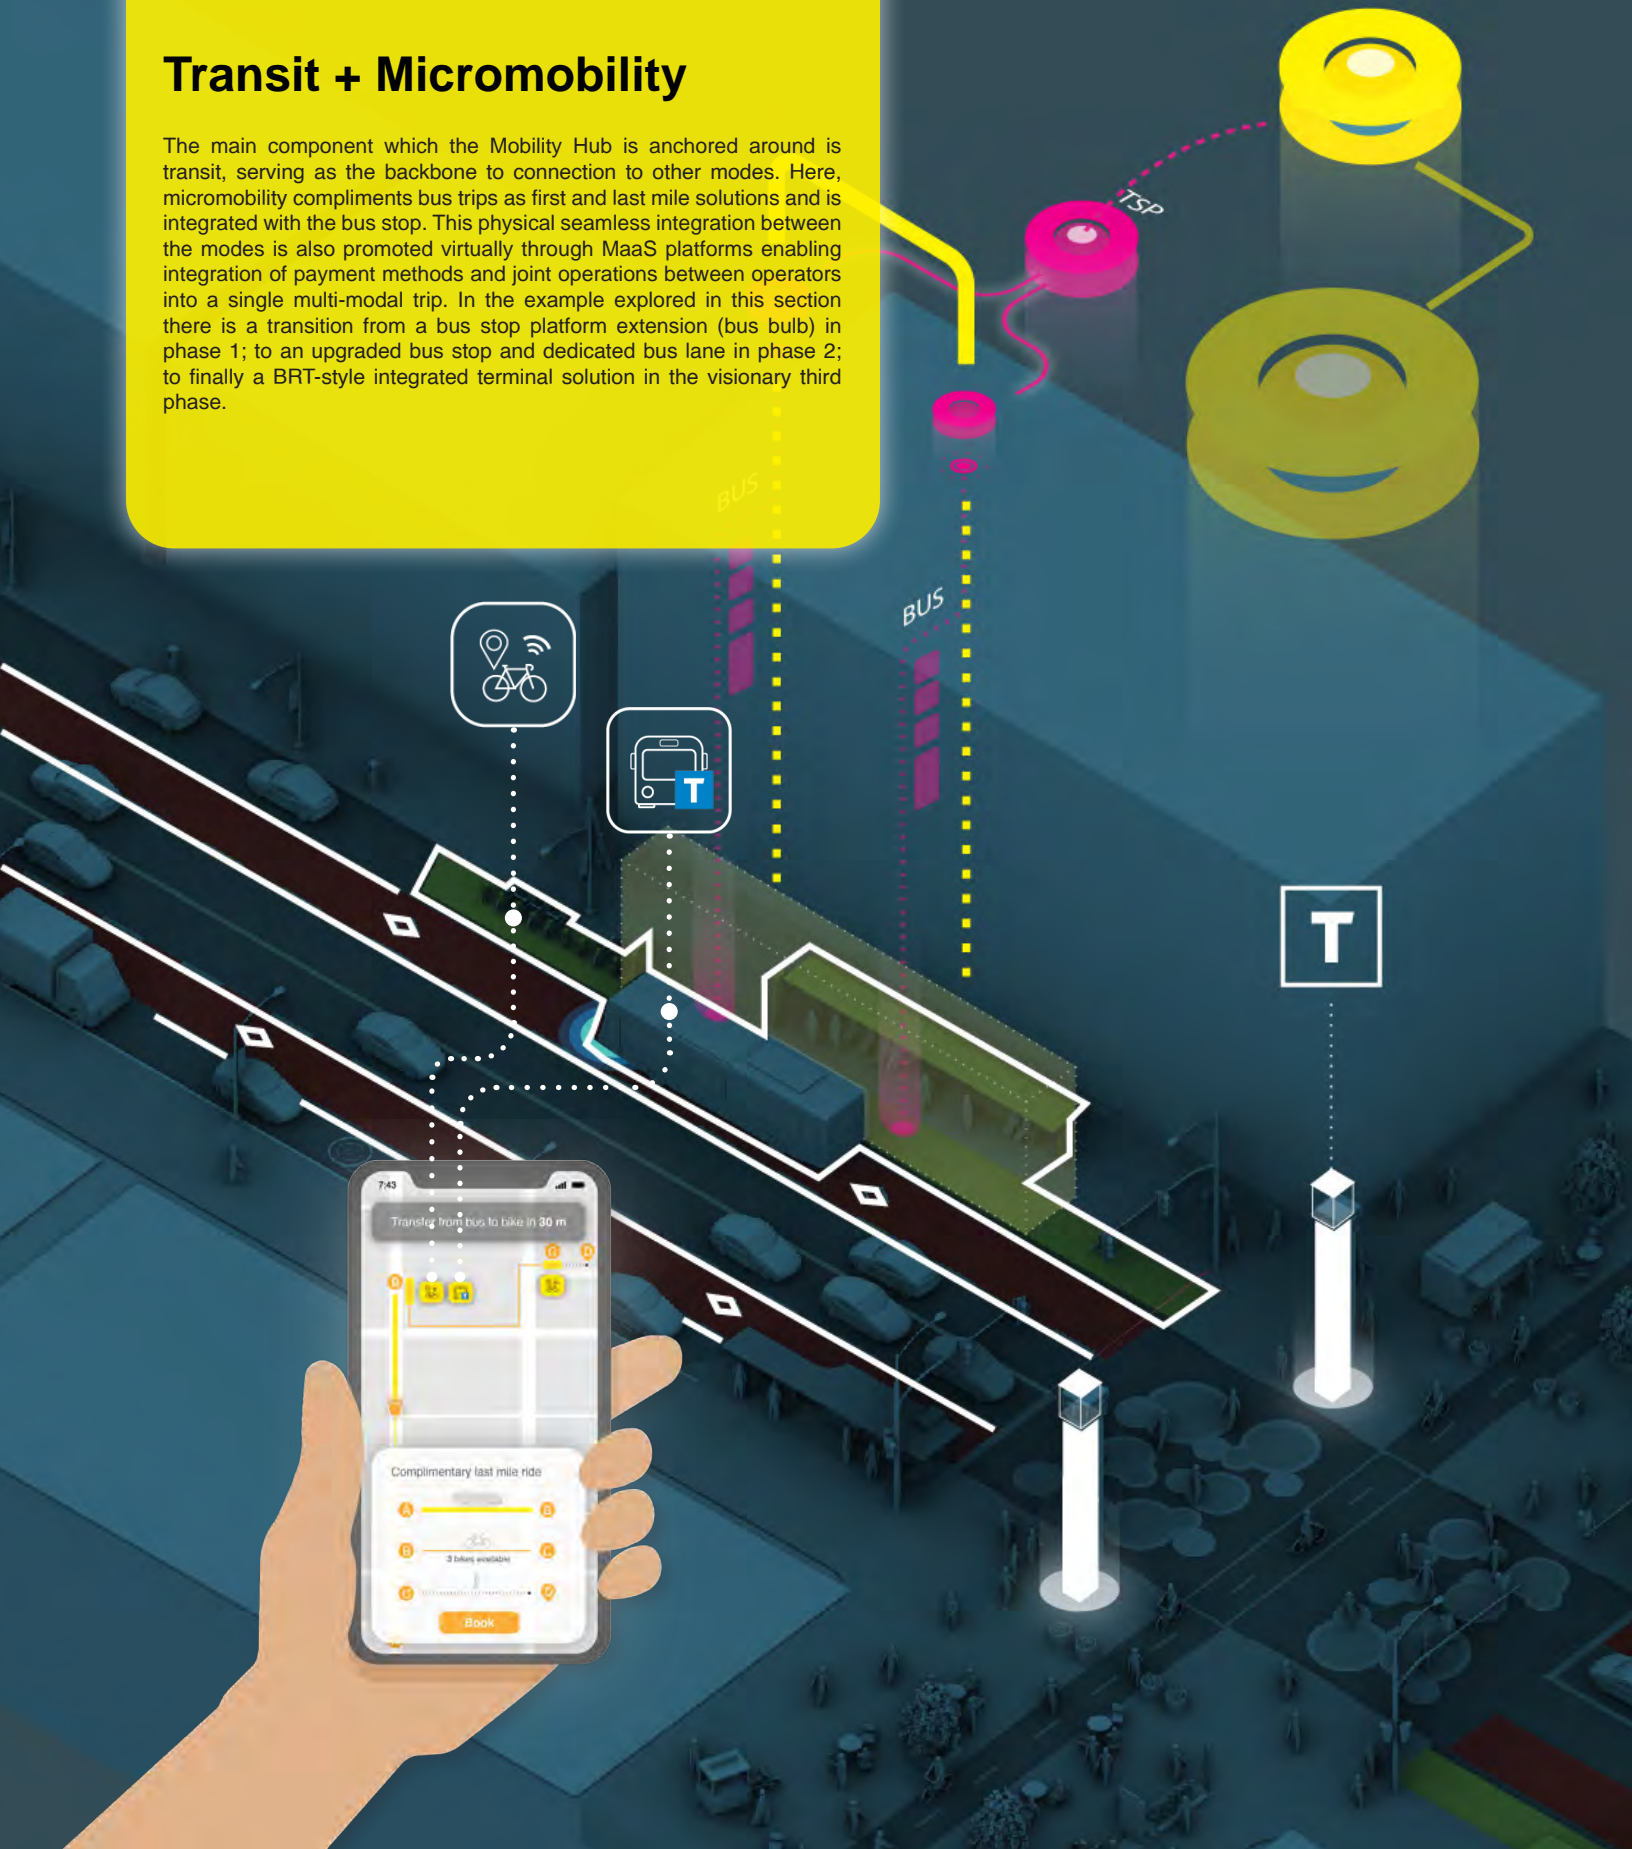 Transit + Micromobility
The main component which the Mobility Hub is anchored around is
transit, serving as the backbone to connection to other modes. Here,
micromobility compliments bus trips as first and last mile solutions and is
integrated with the bus stop. This physical seamless integration between
the modes is also promoted virtually through MaaS platforms enabling
integration of payment methods and joint operations between operators
into a single multi-modal trip. In the example explored in this section
there is a transition from a bus stop platform extension (bus bulb) in
phase 1; to an upgraded bus stop and dedicated bus lane in phase 2;
to finally a BRT-style integrated terminal solution in the visionary third
phase.
TSP
BUS
BUS
T
T
7:43
Transfer from bus to bike in 30 m
C D
B
Complimentary last mile ride
A B
B C
3 bikes available
C D
Book